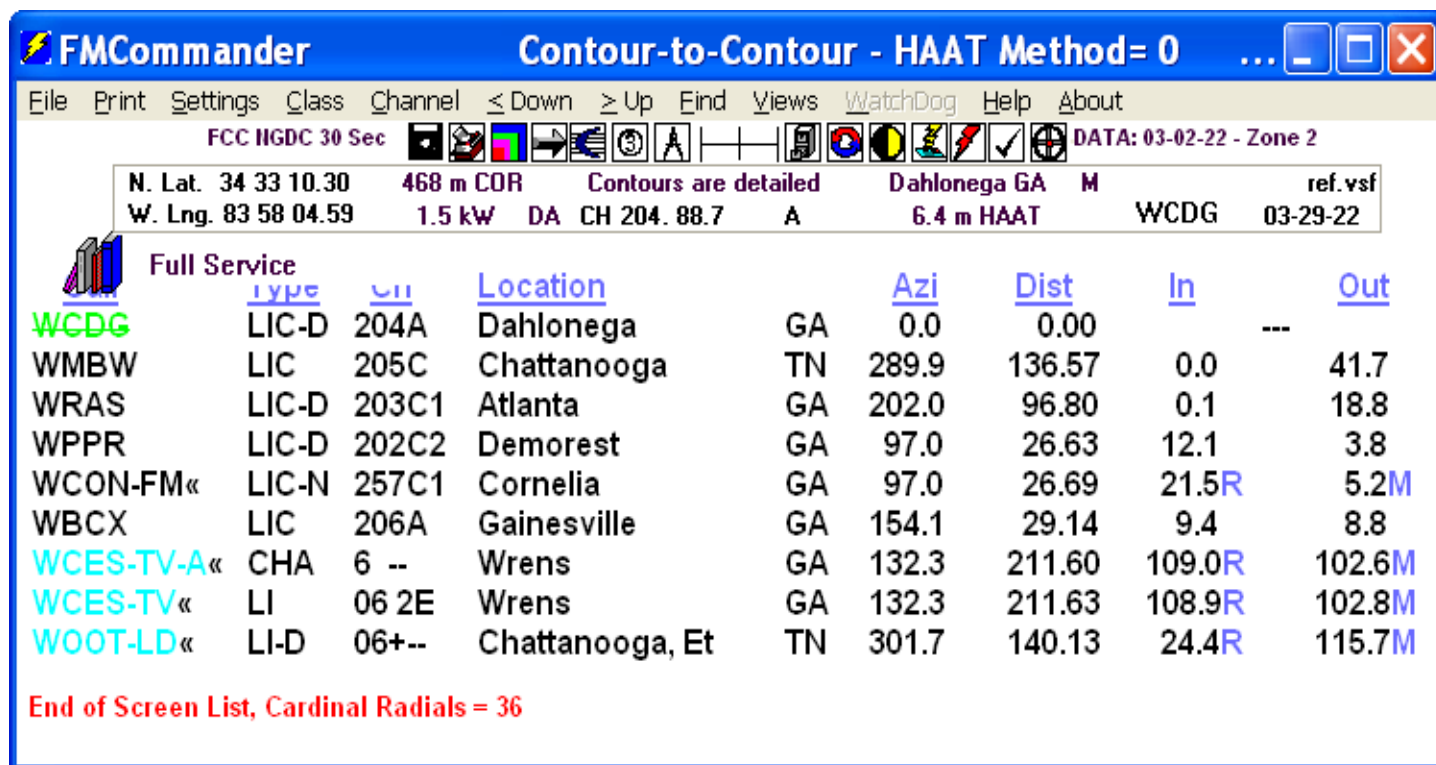 FMCommander Contour-to-Contour - HAAT Method= 0 ...
File Print Settings Class Channel < Down > Up Find Views WatchDog Help About
FCC NGDC 30 Sec DATA: 03-02-22 - Zone 2
N. Lat. 34 33 10.30 468 m COR Contours are detailed Dahlonega GA M ref.vsf
W. Lng. 83 58 04.59 1.5 kW DA CH 204. 88.7 A 6.4 m HAAT WCDG 03-29-22
Full Service
Call Type CH Location Azi Dist In Out
WCDG LIC-D 204A Dahlonega GA 0.0 0.00 ---
WMBW LIC 205C Chattanooga TN 289.9 136.57 0.0 41.7
WRAS LIC-D 203C1 Atlanta GA 202.0 96.80 0.1 18.8
WPPR LIC-D 202C2 Demorest GA 97.0 26.63 12.1 3.8
WCON-FM« LIC-N 257C1 Cornelia GA 97.0 26.69 21.5R 5.2M
WBCX LIC 206A Gainesville GA 154.1 29.14 9.4 8.8
WCES-TV-A« CHA 6 -- Wrens GA 132.3 211.60 109.0R 102.6M
WCES-TV« LI 06 2E Wrens GA 132.3 211.63 108.9R 102.8M
WOOT-LD« LI-D 06+-- Chattanooga, Et TN 301.7 140.13 24.4R 115.7M
End of Screen List, Cardinal Radials = 36